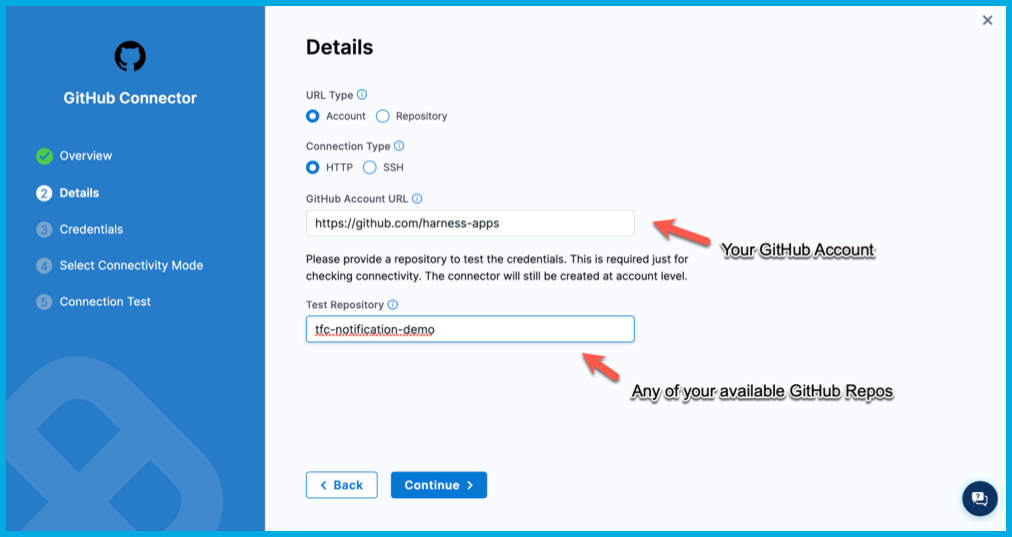 GitHub Connector
Overview
2 Details
3 Credentials
4 Select Connectivity Mode
5 Connection Test
Details
URL Type
Account Repository
Connection Type
HTTP SSH
GitHub Account URL
https://github.com/harness-apps
Your GitHub Account
Please provide a repository to test the credentials. This is required just for
checking connectivity. The connector will still be created at account level.
Test Repository
tfc-notification-demo
Any of your available GitHub Repos
Back Continue